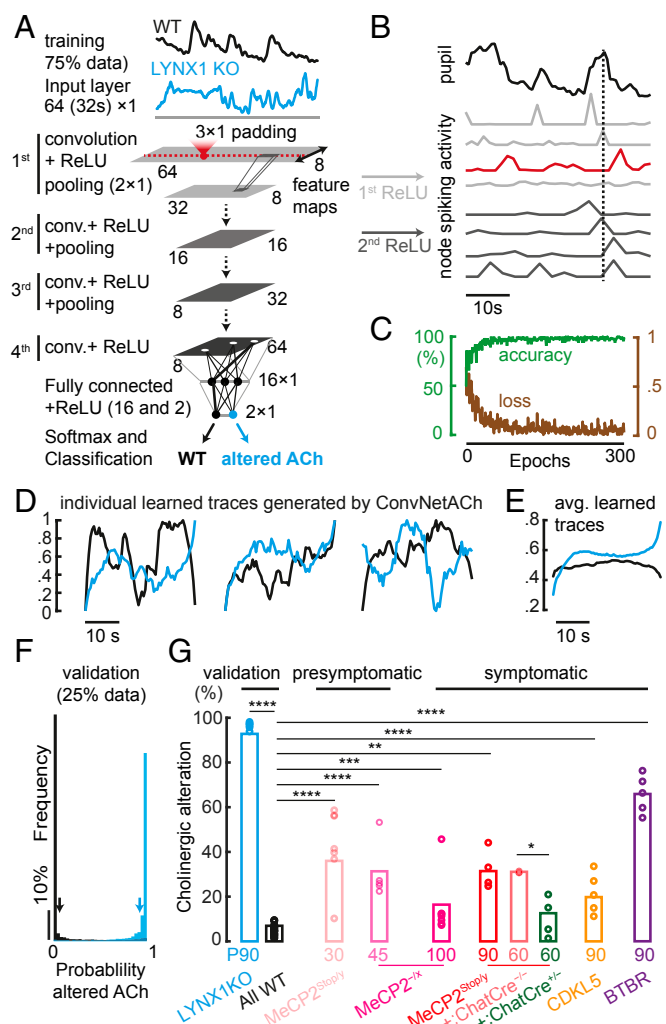 A
training
75% data)
WT
LYNX1 KO
Input layer
64 (32s) ×1
3×1 padding
1st
convolution
+ ReLU
pooling (2×1)
64
8
feature
maps
32
8
2nd
conv.+ ReLU
+pooling
16
16
3rd
conv.+ ReLU
+pooling
8
32
4th
conv.+ ReLU
8
64
Fully connected
+ReLU (16 and 2)
16×1
2×1
Softmax and
Classification
WT
altered ACh
B
pupil
node spiking activity
1st ReLU
2nd ReLU
10s
C
100
(%)
50
0
accuracy
loss
1
.5
0
0
Epochs
300
D
individual learned traces generated by ConvNetACh
1
.8
.6
.4
.2
0
10 s
E
avg. learned
traces
.8
.6
.4
.2
10 s
F
validation
(25% data)
Frequency
10%
0
1
Probablility
altered ACh
G
validation
presymptomatic
symptomatic
(%)
Cholinergic alteration
100
80
60
40
20
0
****
****
****
**
***
****
****
*
P90
30
45
100
90
60
60
90
90
LYNX1KO
All WT
MeCP2Stop/y
MeCP2-/x
MeCP2Stop/y
+::ChatCre-/-
+::ChatCre+/-
CDKL5
BTBR